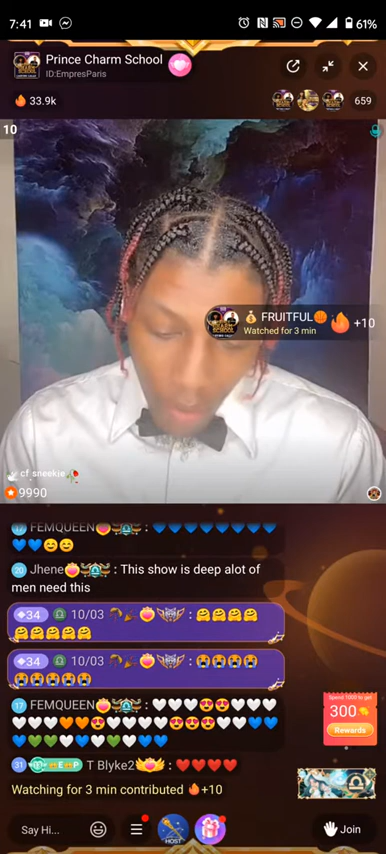 7:41
61%
Prince Charm School
ID:EmpresParis
33.9k
659
10
FRUITFUL
Watched for 3 min
+10
cf sneekie
9990
17 FEMQUEEN :
20 Jhene : This show is deep alot of
men need this
34 10/03 :
34 10/03 :
17 FEMQUEEN :
Spend 1000 to get
300
Rewards
31 T Blyke2 :
Watching for 3 min contributed +10
Say Hi...
HOST
Join